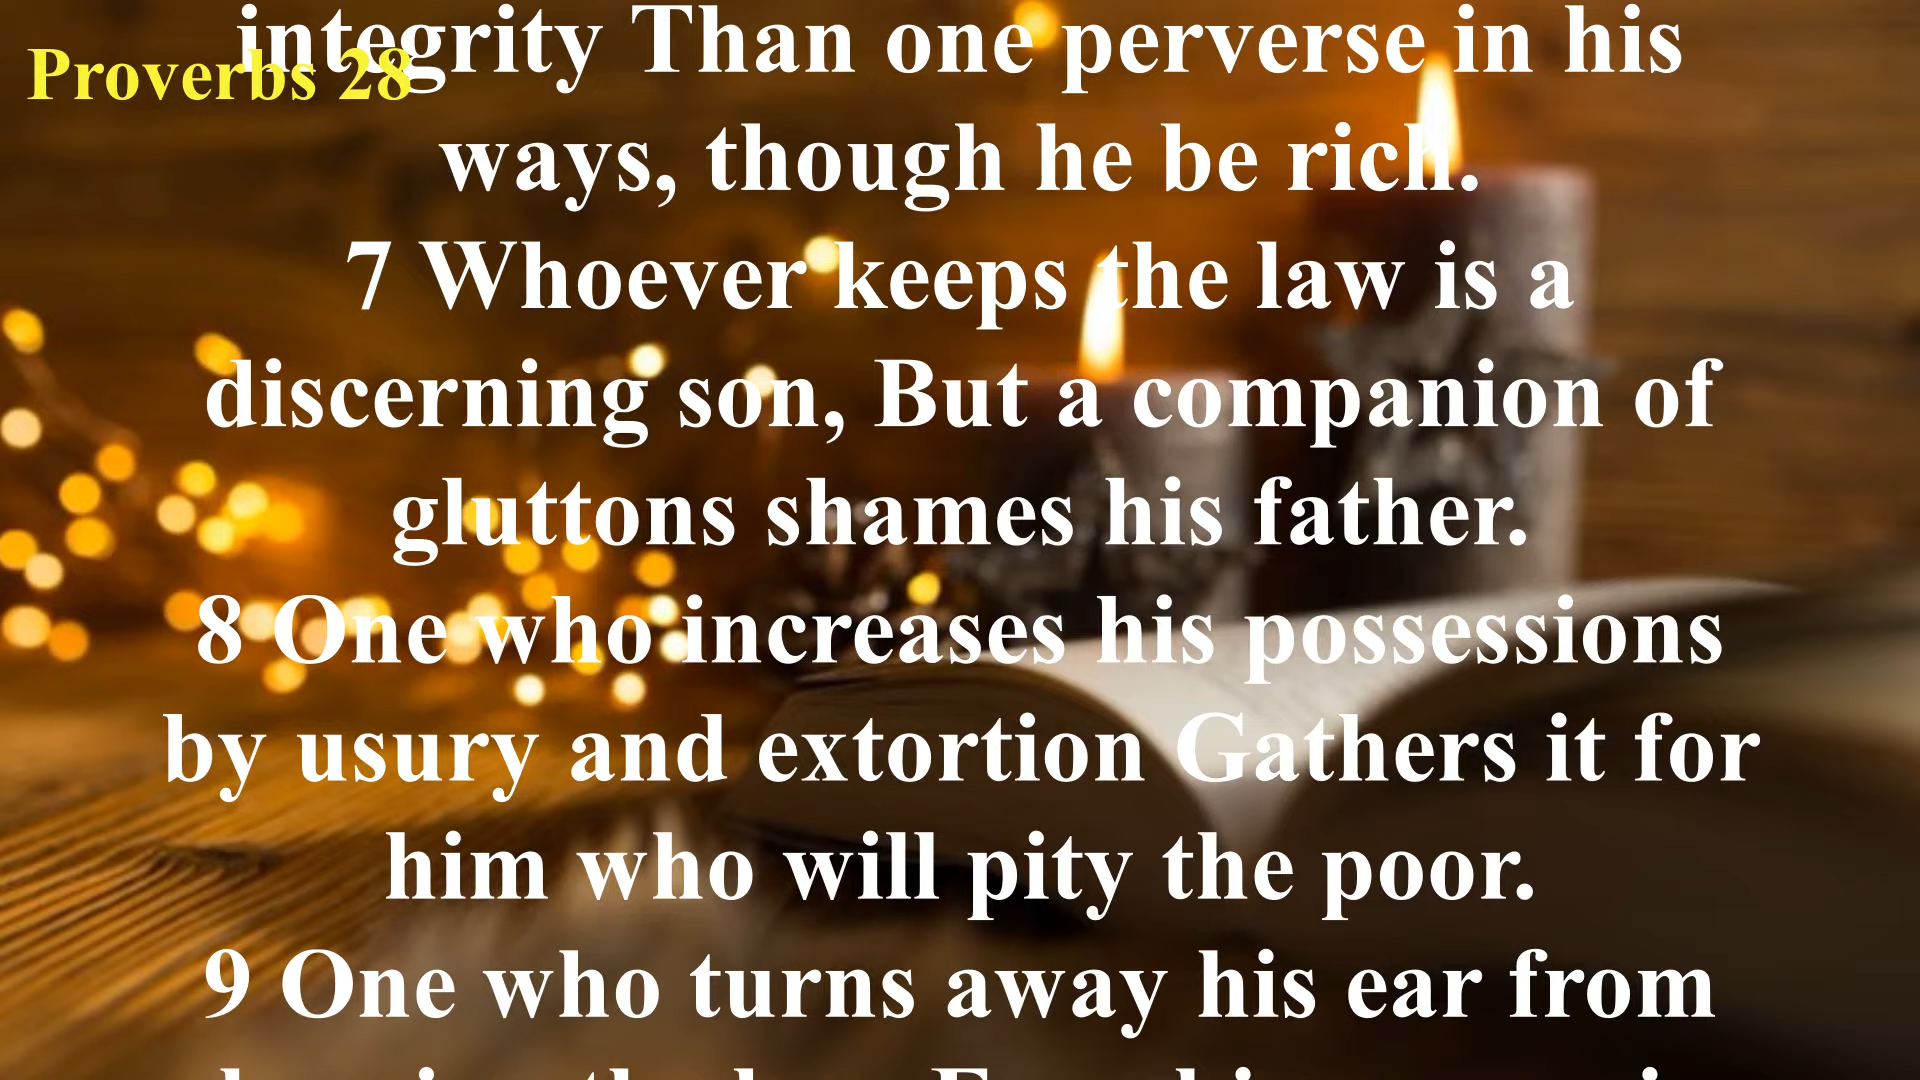 Proverbs 28
integrity Than one perverse in his
ways, though he be rich.
7 Whoever keeps the law is a
discerning son, But a companion of
gluttons shames his father.
8 One who increases his possessions
by usury and extortion Gathers it for
him who will pity the poor.
9 One who turns away his ear from